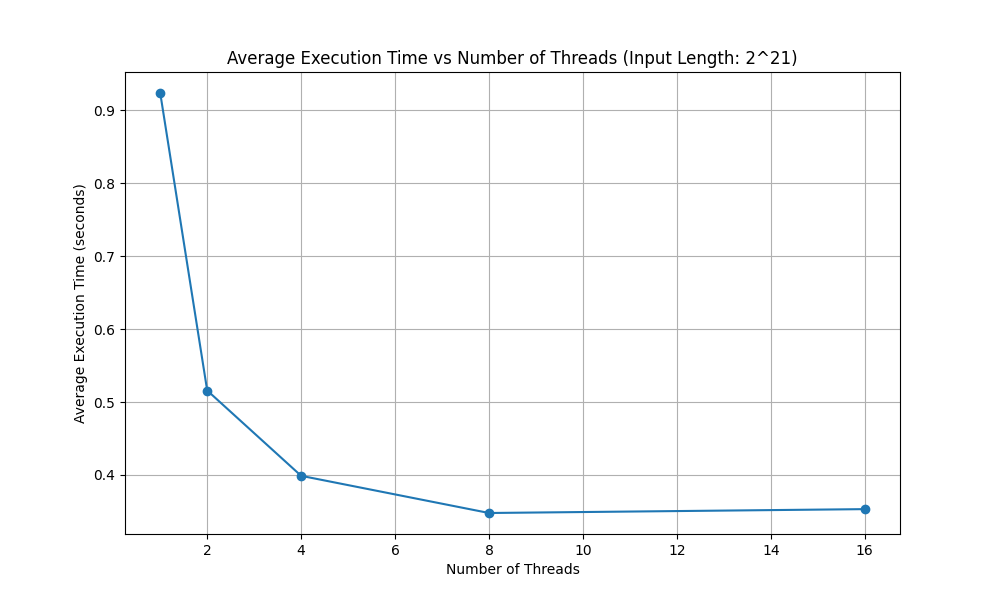 Average Execution Time vs Number of Threads (Input Length: 2^21)
Average Execution Time (seconds)
0.9
0.8
0.7
0.6
0.5
0.4
2 4 6 8 10 12 14 16
Number of Threads